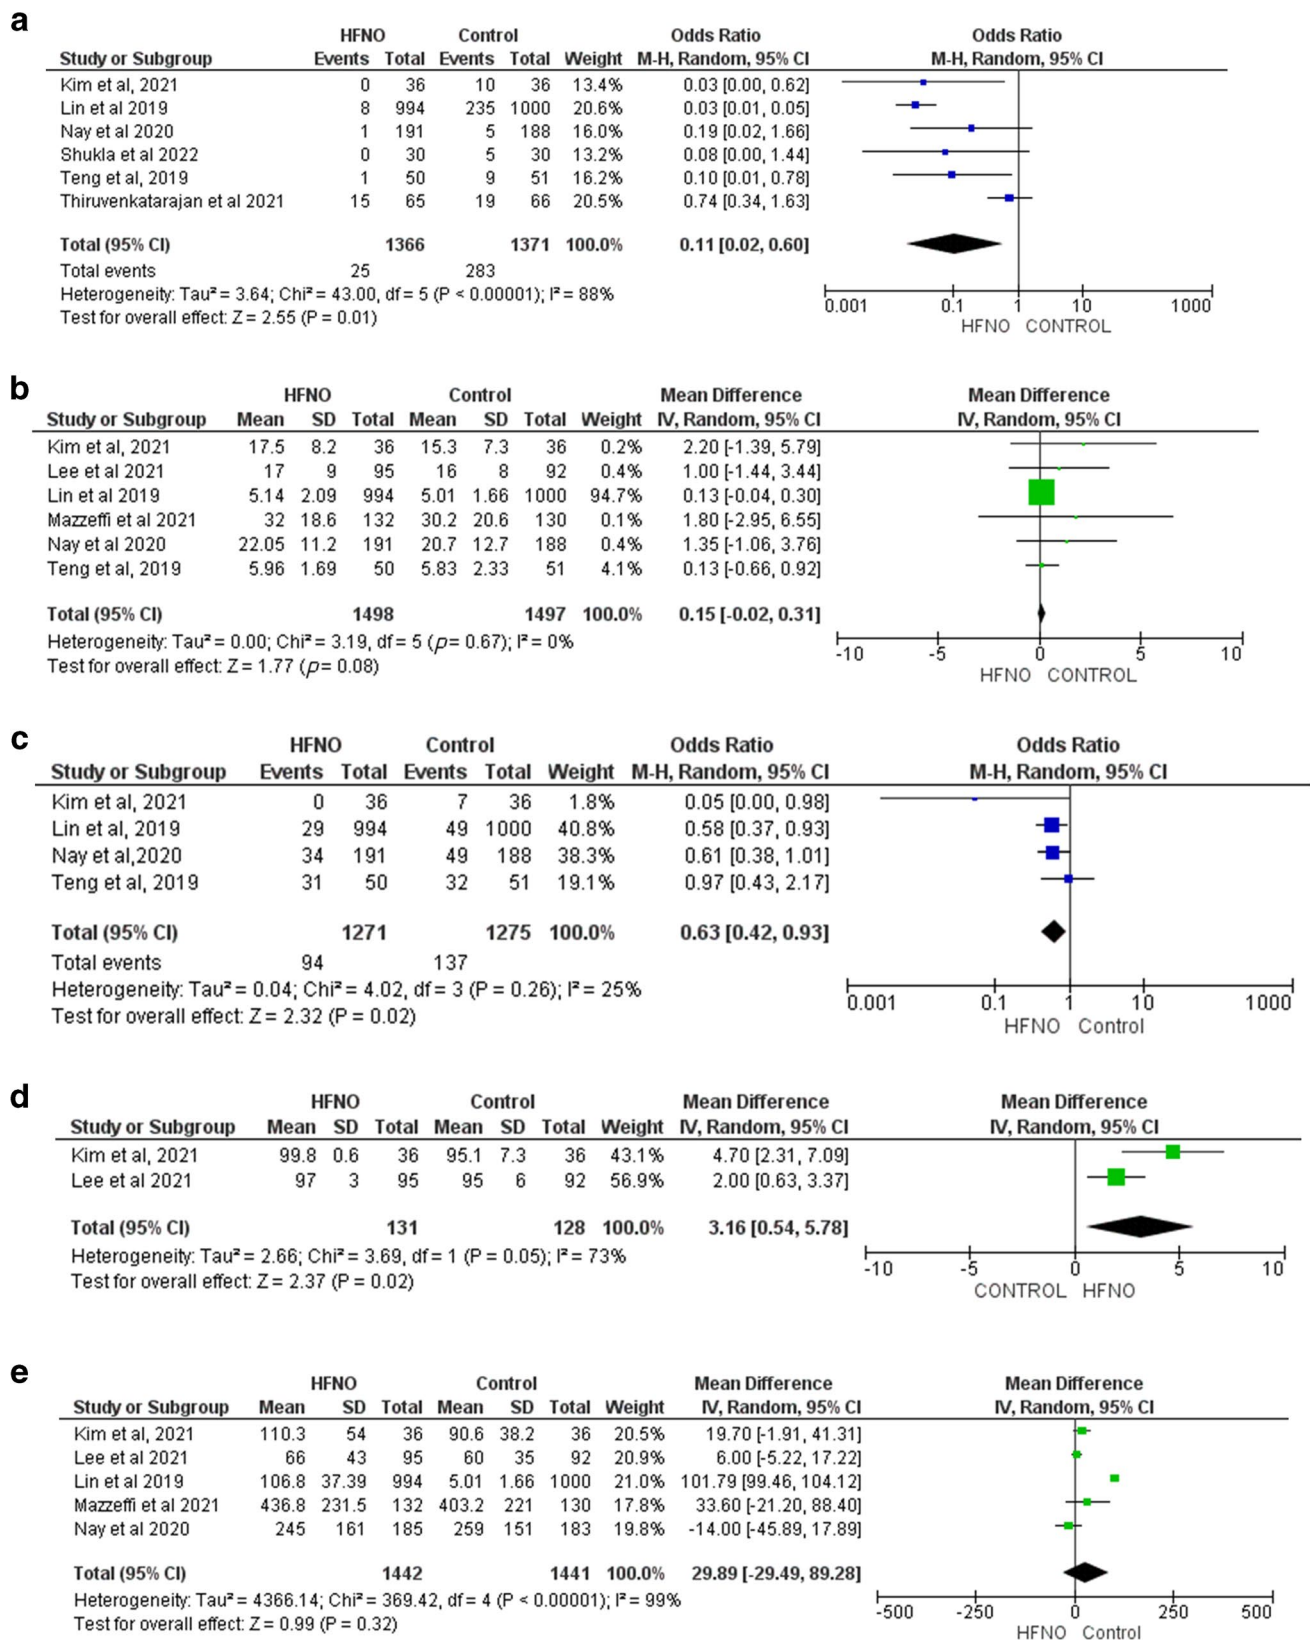 a
HFNO Control Odds Ratio Odds Ratio
Study or Subgroup Events Total Events Total Weight M-H, Random, 95% CI M-H, Random, 95% CI
Kim et al, 2021 0 36 10 36 13.4% 0.03 [0.00, 0.62]
Lin et al 2019 8 994 235 1000 20.6% 0.03 [0.01, 0.05]
Nay et al 2020 1 191 5 188 16.0% 0.19 [0.02, 1.66]
Shukla et al 2022 0 30 5 30 13.2% 0.08 [0.00, 1.44]
Teng et al, 2019 1 50 9 51 16.2% 0.10 [0.01, 0.78]
Thiruvenkatarajan et al 2021 15 65 19 66 20.5% 0.74 [0.34, 1.63]
Total (95% CI) 1366 1371 100.0% 0.11 [0.02, 0.60]
Total events 25 283
Heterogeneity: Tau² = 3.64; Chi² = 43.00, df = 5 (P < 0.00001); I² = 88%
Test for overall effect: Z = 2.55 (P = 0.01)
0.001 0.1 1 10 1000
HFNO CONTROL
b
HFNO Control Mean Difference Mean Difference
Study or Subgroup Mean SD Total Mean SD Total Weight IV, Random, 95% CI IV, Random, 95% CI
Kim et al, 2021 17.5 8.2 36 15.3 7.3 36 0.2% 2.20 [-1.39, 5.79]
Lee et al 2021 17 9 95 16 8 92 0.4% 1.00 [-1.44, 3.44]
Lin et al 2019 5.14 2.09 994 5.01 1.66 1000 94.7% 0.13 [-0.04, 0.30]
Mazzeffi et al 2021 32 18.6 132 30.2 20.6 130 0.1% 1.80 [-2.95, 6.55]
Nay et al 2020 22.05 11.2 191 20.7 12.7 188 0.4% 1.35 [-1.06, 3.76]
Teng et al, 2019 5.96 1.69 50 5.83 2.33 51 4.1% 0.13 [-0.66, 0.92]
Total (95% CI) 1498 1497 100.0% 0.15 [-0.02, 0.31]
Heterogeneity: Tau² = 0.00; Chi² = 3.19, df = 5 (p= 0.67); I² = 0%
Test for overall effect: Z = 1.77 (p= 0.08)
-10 -5 0 5 10
HFNO CONTROL
c
HFNO Control Odds Ratio Odds Ratio
Study or Subgroup Events Total Events Total Weight M-H, Random, 95% CI M-H, Random, 95% CI
Kim et al, 2021 0 36 7 36 1.8% 0.05 [0.00, 0.98]
Lin et al, 2019 29 994 49 1000 40.8% 0.58 [0.37, 0.93]
Nay et al,2020 34 191 49 188 38.3% 0.61 [0.38, 1.01]
Teng et al, 2019 31 50 32 51 19.1% 0.97 [0.43, 2.17]
Total (95% CI) 1271 1275 100.0% 0.63 [0.42, 0.93]
Total events 94 137
Heterogeneity: Tau² = 0.04; Chi² = 4.02, df = 3 (P = 0.26); I² = 25%
Test for overall effect: Z = 2.32 (P = 0.02)
0.001 0.1 1 10 1000
HFNO Control
d
HFNO Control Mean Difference Mean Difference
Study or Subgroup Mean SD Total Mean SD Total Weight IV, Random, 95% CI IV, Random, 95% CI
Kim et al, 2021 99.8 0.6 36 95.1 7.3 36 43.1% 4.70 [2.31, 7.09]
Lee et al 2021 97 3 95 95 6 92 56.9% 2.00 [0.63, 3.37]
Total (95% CI) 131 128 100.0% 3.16 [0.54, 5.78]
Heterogeneity: Tau² = 2.66; Chi² = 3.69, df = 1 (P = 0.05); I² = 73%
Test for overall effect: Z = 2.37 (P = 0.02)
-10 -5 0 5 10
CONTROL HFNO
e
HFNO Control Mean Difference Mean Difference
Study or Subgroup Mean SD Total Mean SD Total Weight IV, Random, 95% CI IV, Random, 95% CI
Kim et al, 2021 110.3 54 36 90.6 38.2 36 20.5% 19.70 [-1.91, 41.31]
Lee et al 2021 66 43 95 60 35 92 20.9% 6.00 [-5.22, 17.22]
Lin et al 2019 106.8 37.39 994 5.01 1.66 1000 21.0% 101.79 [99.46, 104.12]
Mazzeffi et al 2021 436.8 231.5 132 403.2 221 130 17.8% 33.60 [-21.20, 88.40]
Nay et al 2020 245 161 185 259 151 183 19.8% -14.00 [-45.89, 17.89]
Total (95% CI) 1442 1441 100.0% 29.89 [-29.49, 89.28]
Heterogeneity: Tau² = 4366.14; Chi² = 369.42, df = 4 (P < 0.00001); I² = 99%
Test for overall effect: Z = 0.99 (P = 0.32)
-500 -250 0 250 500
HFNO Control